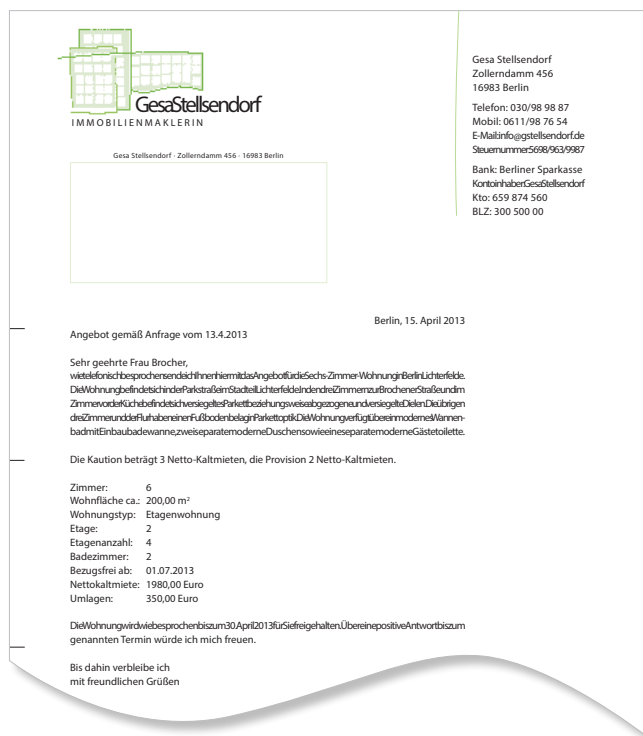 GesaStellsendorf
IMMOBILIENMAKLERIN
Gesa Stellsendorf
Zollerndamm 456
16983 Berlin
Telefon: 030/98 98 87
Mobil: 0611/98 76 54
E-Mail:info@gstellsendorf.de
Steuernummer:5698/963/9987
Bank: Berliner Sparkasse
Kontoinhaber:GesaStellsendorf
Kto: 659 874 560
BLZ: 300 500 00
Gesa Stellsendorf · Zollerndamm 456 · 16983 Berlin
Berlin, 15. April 2013
Angebot gemäß Anfrage vom 13.4.2013
Sehr geehrte Frau Brocher,
wie telefonisch besprochen sende ich Ihnen hiermit das Angebot für die Sechs-Zimmer-Wohnung in Berlin Lichterfelde.
Die Wohnung befindet sich in der Parkstraße im Stadtteil Lichterfelde. In den drei Zimmern zur Brochener Straße und im
Zimmer vor der Küche befindet sich versiegeltes Parkett beziehungsweise abgezogene und versiegelte Dielen. Die übrigen
drei Zimmer und der Flur haben einen Fußbodenbelag in Parkettoptik. Die Wohnung verfügt über ein modernes Wannen-
bad mit Einbaubadewanne, zwei separate moderne Duschen sowie eine separate moderne Gästetoilette.
Die Kaution beträgt 3 Netto-Kaltmieten, die Provision 2 Netto-Kaltmieten.
Zimmer: 6
Wohnfläche ca.: 200,00 m²
Wohnungstyp: Etagenwohnung
Etage: 2
Etagenanzahl: 4
Badezimmer: 2
Bezugsfrei ab: 01.07.2013
Nettokaltmiete: 1980,00 Euro
Umlagen: 350,00 Euro
Die Wohnung wird wie besprochen bis zum 30. April 2013 für Sie freigehalten. Über eine positive Antwort bis zum
genannten Termin würde ich mich freuen.
Bis dahin verbleibe ich
mit freundlichen Grüßen